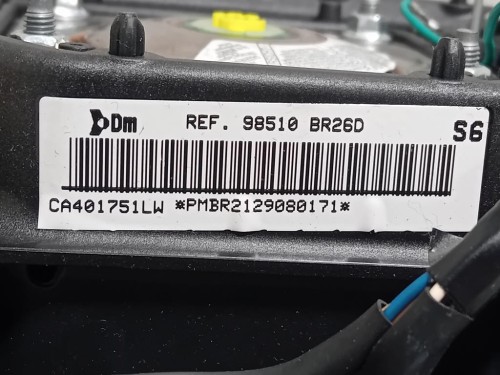 Dm REF. 98510 BR26D S6
CA401751LW *PMBR2129080171*